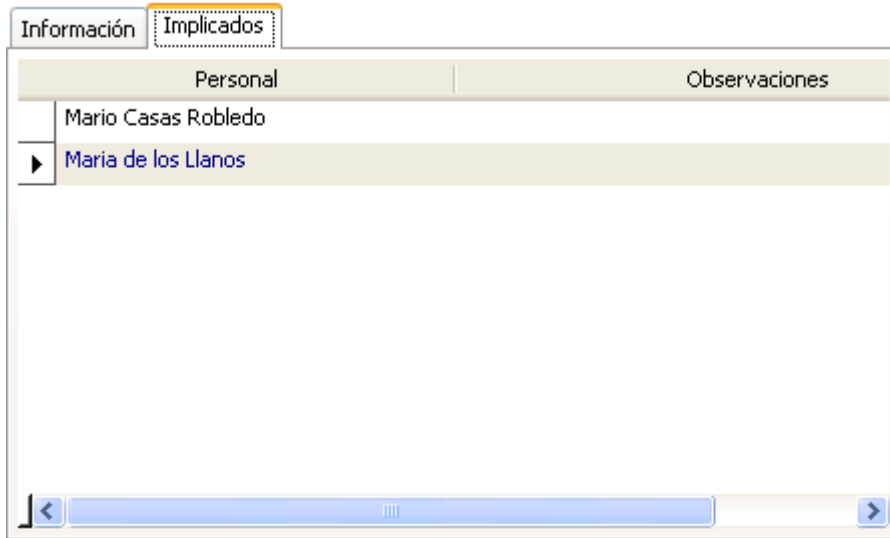 Información Implicados
Personal Observaciones
Mario Casas Robledo
Maria de los Llanos